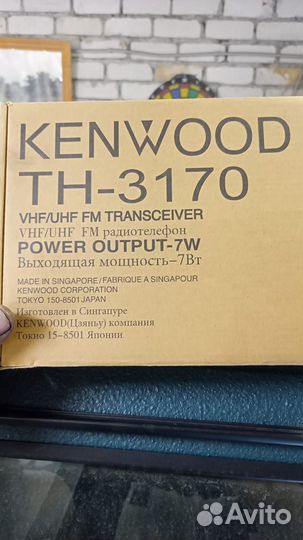 KENWOOD
TH-3170
VHF/UHF FM TRANSCEIVER
VHF/UHF FM радиотелефон
POWER OUTPUT-7W
Выходящая мощность-7Вт
MADE IN SINGAPORE/FABRIQUE A SINGAPOUR
KENWOOD CORPORATION
TOKYO 150-8501 JAPAN
Изготовлен в Сингапуре
KENWOOD(Цзяньу) компания
Токио 15-8501 Японии
Avito